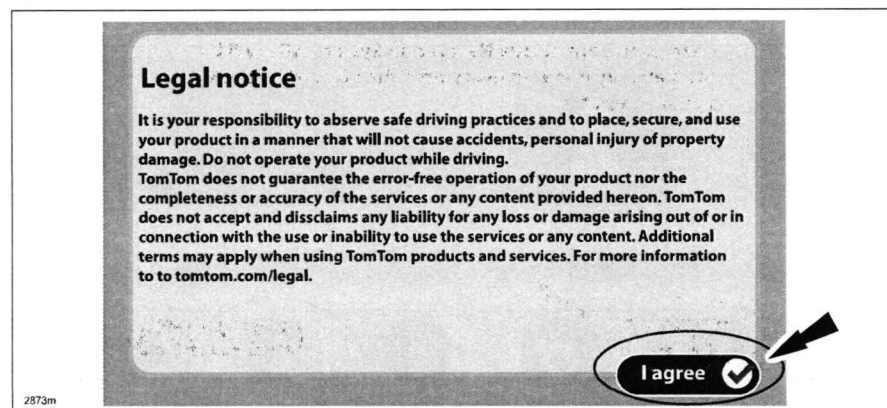 Legal notice
It is your responsibility to abserve safe driving practices and to place, secure, and use
your product in a manner that will not cause accidents, personal injury of property
damage. Do not operate your product while driving.
TomTom does not guarantee the error-free operation of your product nor the
completeness or accuracy of the services or any content provided hereon. TomTom
does not accept and dissclaims any liability for any loss or damage arising out of or in
connection with the use or inability to use the services or any content. Additional
terms may apply when using TomTom products and services. For more information
to to tomtom.com/legal.
I agree
2873m